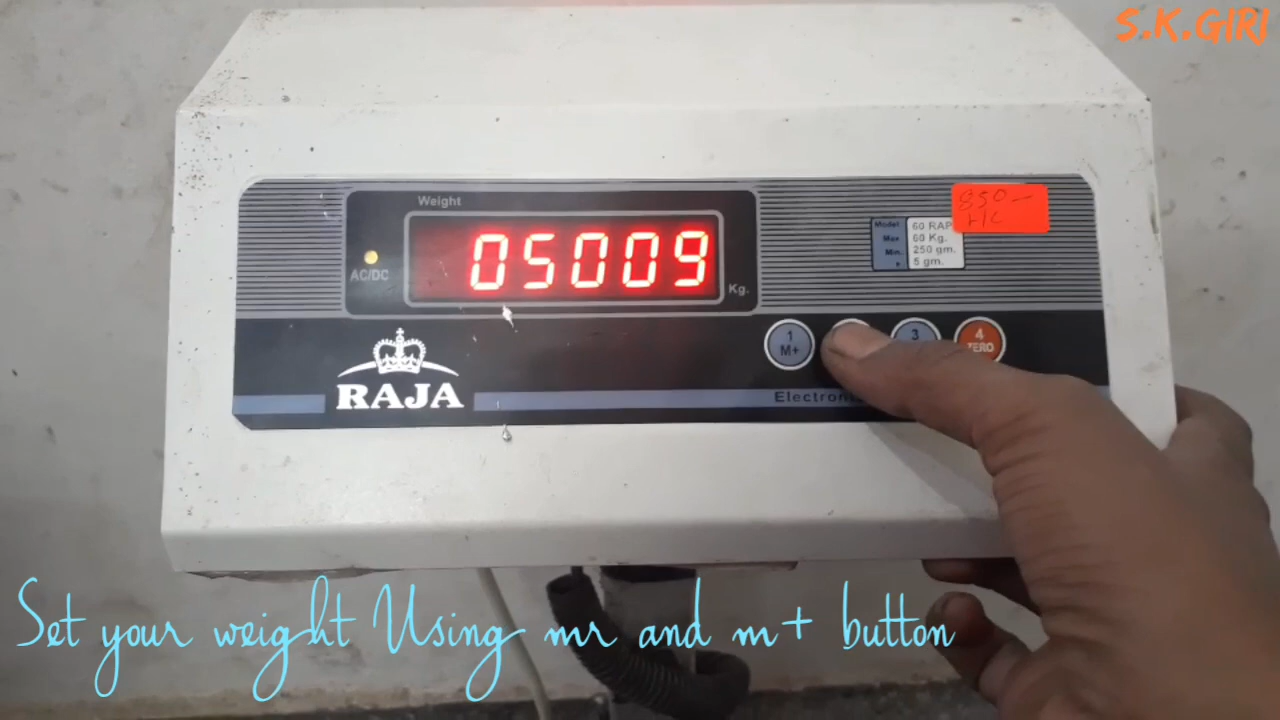 S.K.GIRI
Weight
05009
AC/DC
Kg.
850-
Model 60 RAP
Max 60 Kg.
Min. 250 gm.
e 5 gm.
1
M+
3
4
ZERO
RAJA
Set your weight Using mr and m+ button